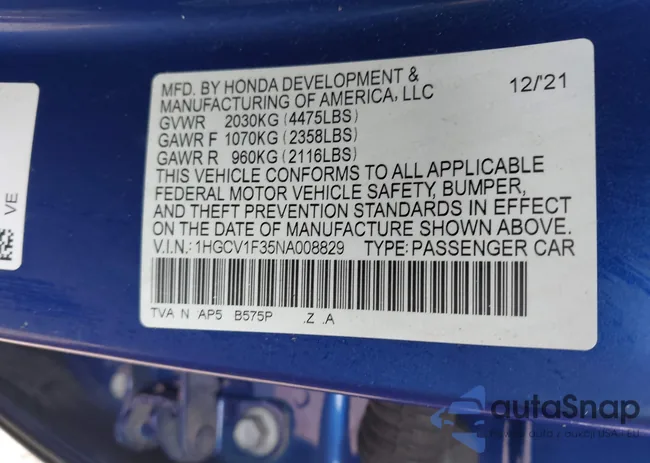 MFD. BY HONDA DEVELOPMENT &
MANUFACTURING OF AMERICA, LLC 12/'21
GVWR 2030KG (4475LBS)
GAWR F 1070KG (2358LBS)
GAWR R 960KG (2116LBS)
THIS VEHICLE CONFORMS TO ALL APPLICABLE
FEDERAL MOTOR VEHICLE SAFETY, BUMPER,
AND THEFT PREVENTION STANDARDS IN EFFECT
ON THE DATE OF MANUFACTURE SHOWN ABOVE.
V.I.N.: 1HGCV1F35NA008829 TYPE: PASSENGER CAR
TVA N AP5 B575P .Z .A
VE
autoSnap